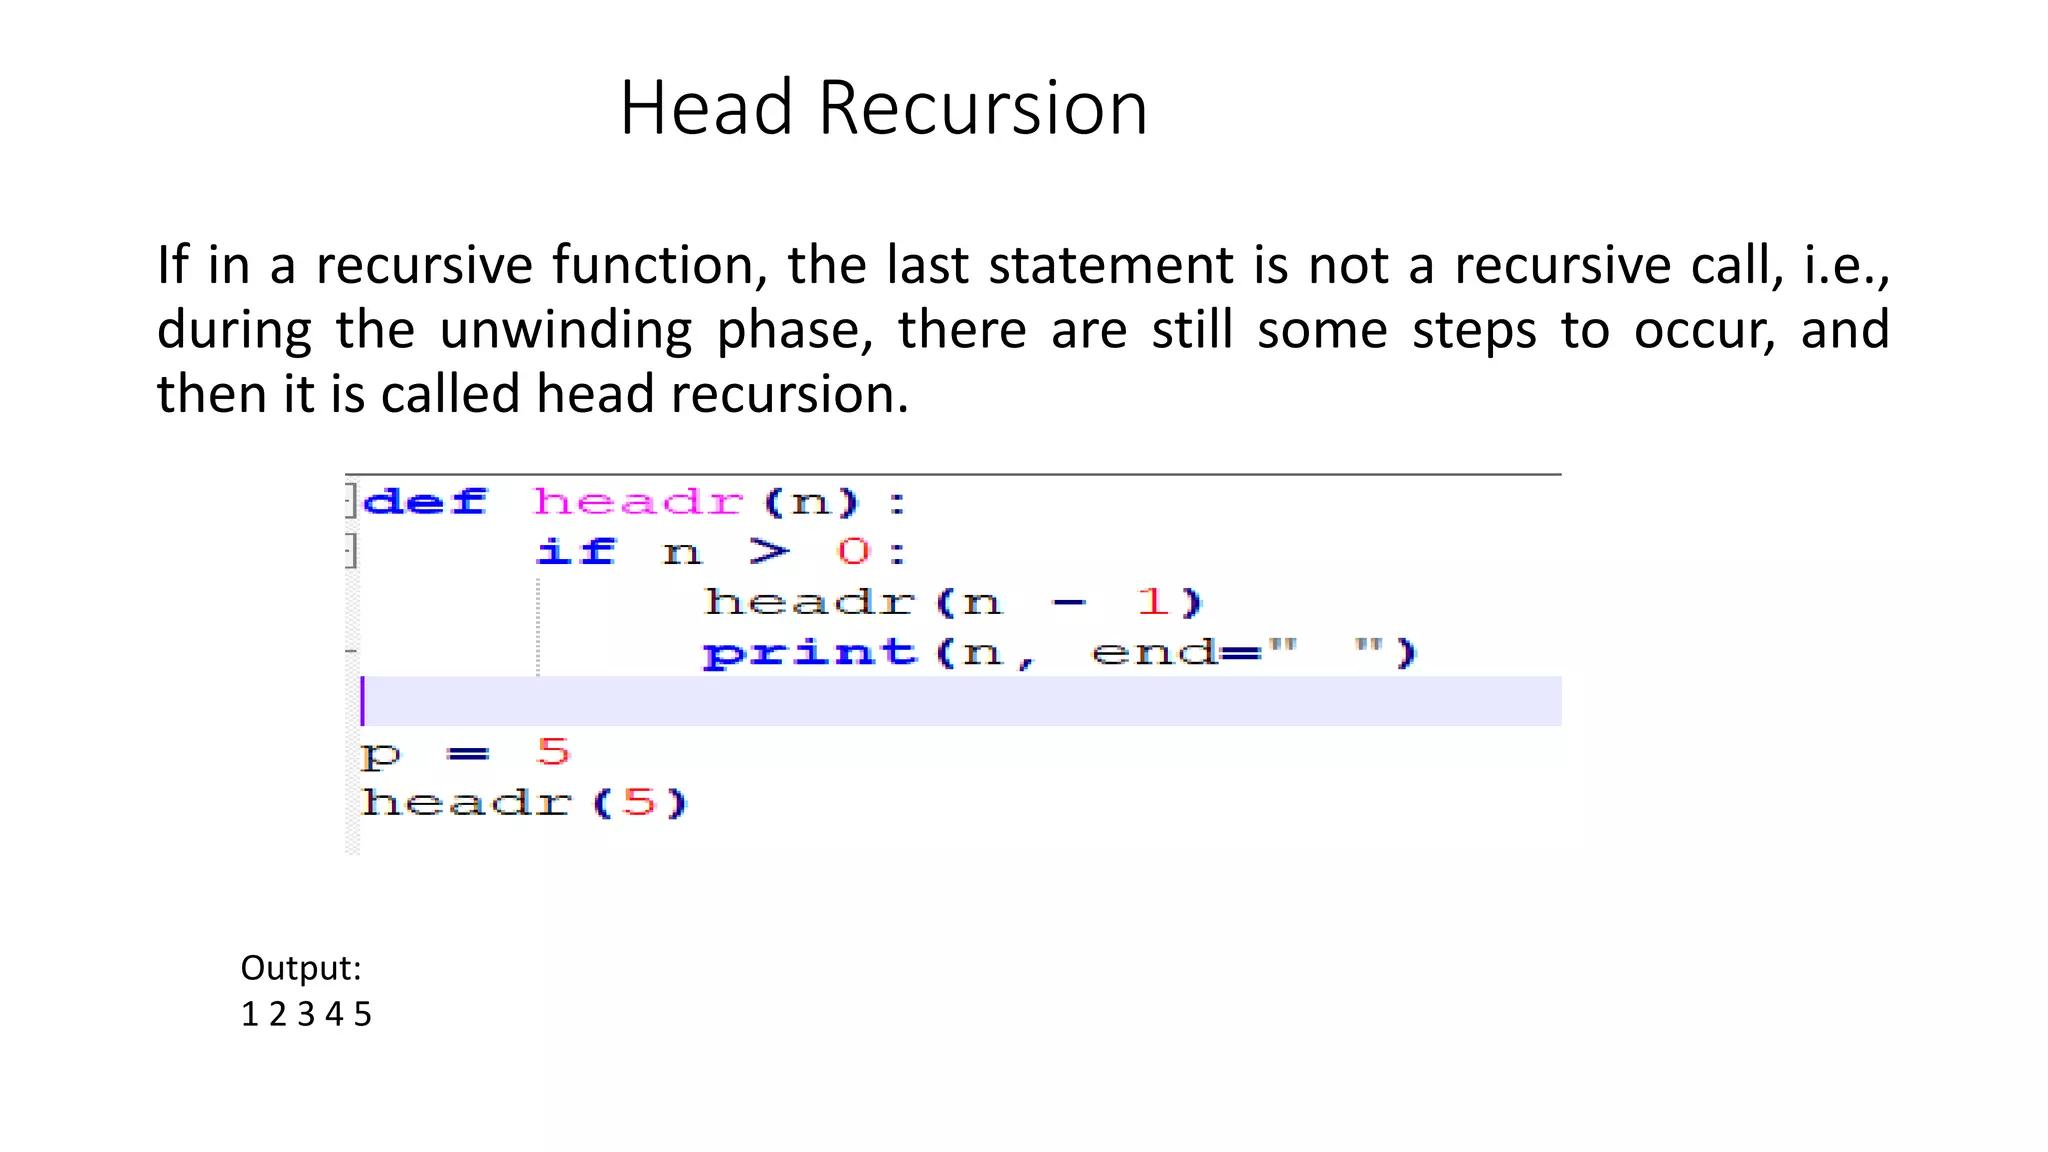 Head Recursion
If in a recursive function, the last statement is not a recursive call, i.e.,
during the unwinding phase, there are still some steps to occur, and
then it is called head recursion.
def headr(n):
    if n > 0:
        headr(n - 1)
        print(n, end=" ")
p = 5
headr(5)
Output:
1 2 3 4 5